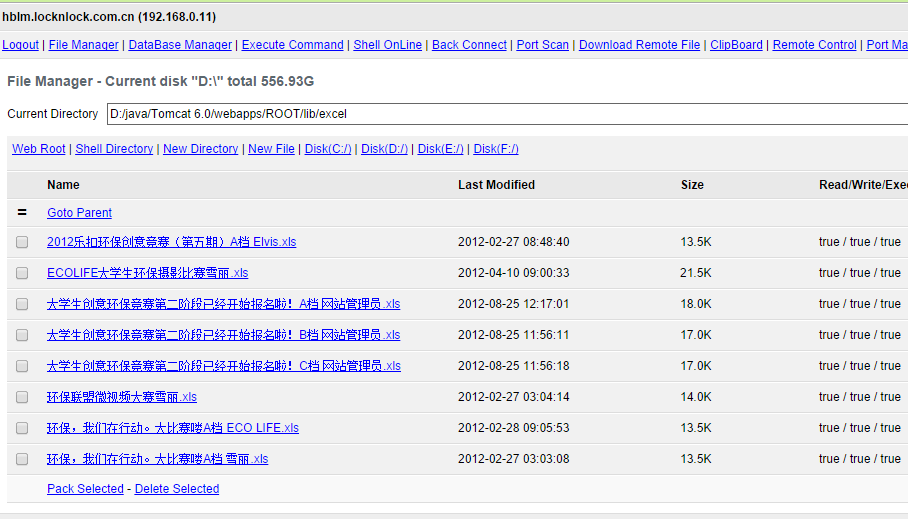 hblm.locknlock.com.cn (192.168.0.11)
Logout | File Manager | DataBase Manager | Execute Command | Shell OnLine | Back Connect | Port Scan | Download Remote File | ClipBoard | Remote Control | Port Ma
File Manager - Current disk "D:\" total 556.93G
Current Directory D:/java/Tomcat 6.0/webapps/ROOT/lib/excel
Web Root | Shell Directory | New Directory | New File | Disk(C:/) | Disk(D:/) | Disk(E:/) | Disk(F:/)
Name Last Modified Size Read/Write/Exec
= Goto Parent
2012乐扣环保创意竞赛（第五期）A档 Elvis.xls 2012-02-27 08:48:40 13.5K true / true / true
ECOLIFE大学生环保摄影比赛雪丽.xls 2012-04-10 09:00:33 21.5K true / true / true
大学生创意环保竞赛第二阶段已经开始报名啦！A档 网站管理员.xls 2012-08-25 12:17:01 18.0K true / true / true
大学生创意环保竞赛第二阶段已经开始报名啦！B档 网站管理员.xls 2012-08-25 11:56:11 17.0K true / true / true
大学生创意环保竞赛第二阶段已经开始报名啦！C档 网站管理员.xls 2012-08-25 11:56:18 17.0K true / true / true
环保联盟微视频大赛雪丽.xls 2012-02-27 03:04:14 14.0K true / true / true
环保，我们在行动。大比赛喽A档 ECO LIFE.xls 2012-02-28 09:05:53 13.5K true / true / true
环保，我们在行动。大比赛喽A档 雪丽.xls 2012-02-27 03:03:08 13.5K true / true / true
Pack Selected - Delete Selected